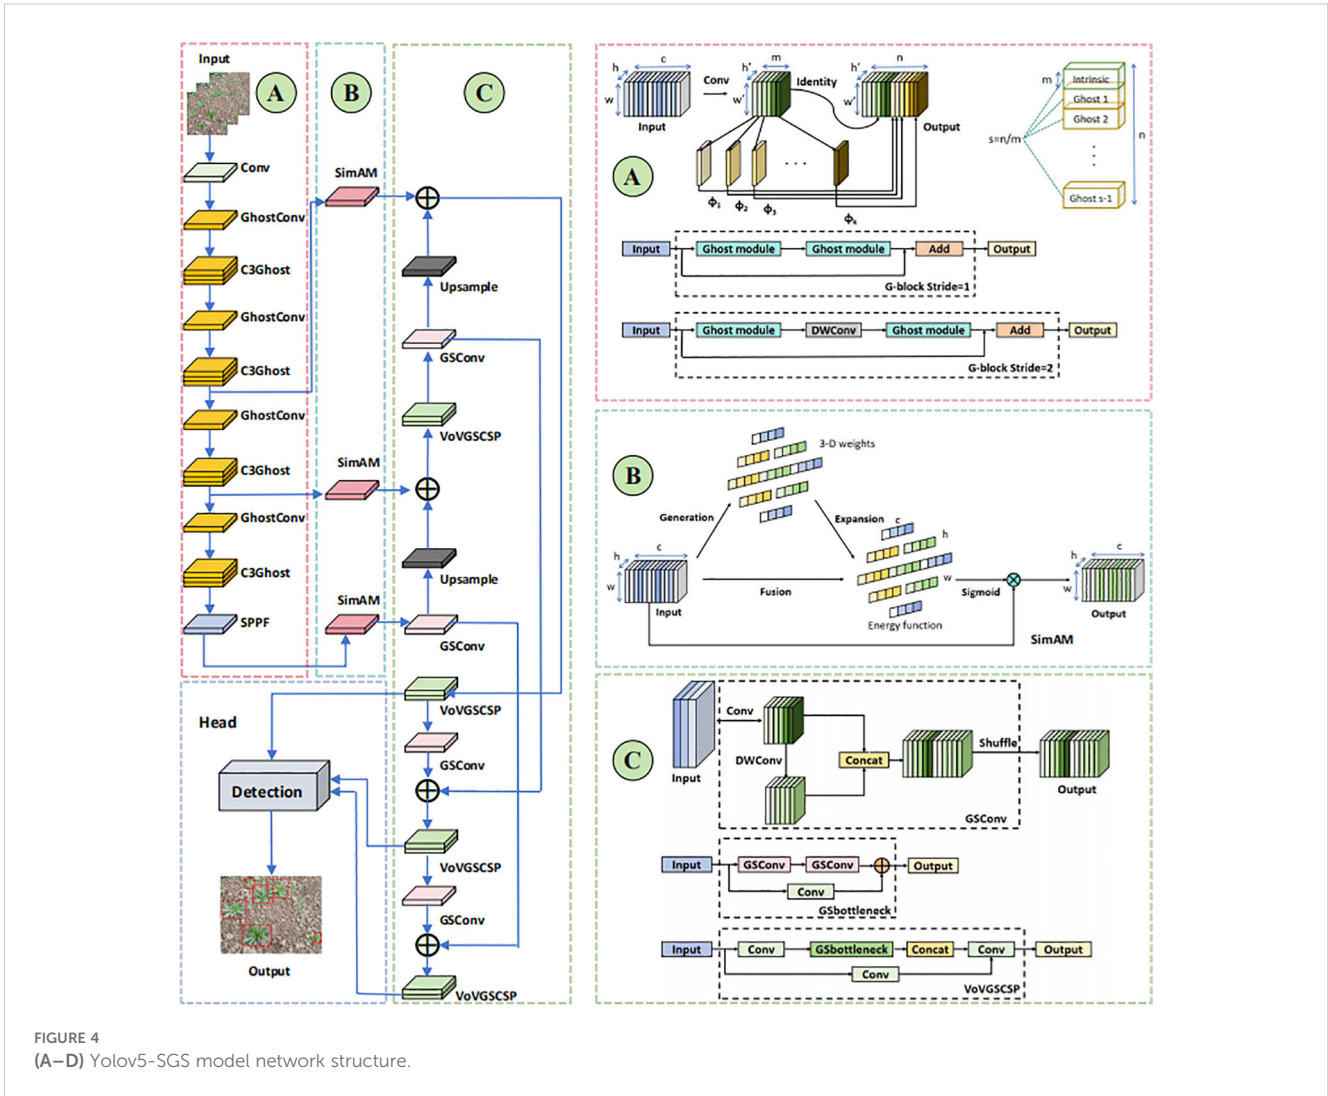 Input
A
B
C
Conv
SimAM
GhostConv
C3Ghost
Upsample
GhostConv
GSConv
C3Ghost
GhostConv
VoVGSCSP
C3Ghost
SimAM
GhostConv
Upsample
C3Ghost
SimAM
SPPF
GSConv
VoVGSCSP
Head
GSConv
Detection
VoVGSCSP
GSConv
Output
VoVGSCSP
A
h c
w
Input
Conv
h' m
w'
Identity
h' n
w'
Output
ϕ1 ϕ2 ϕ3 ... ϕk
m
Intrinsic
Ghost 1
Ghost 2
s=n/m
n
Ghost s-1
Input Ghost module Ghost module Add Output
G-block Stride=1
Input Ghost module DWConv Ghost module Add Output
G-block Stride=2
B
3-D weights
Generation
Expansion
c
h
w
h c
w
Input
Fusion
Energy function
Sigmoid
h c
w
Output
SimAM
C
Input
Conv
DWConv
Concat
Shuffle
Output
GSConv
Input GSConv GSConv Output
Conv
GSbottleneck
Input Conv GSbottleneck Concat Conv Output
Conv
VoVGSCSP
FIGURE 4
(A–D) Yolov5-SGS model network structure.